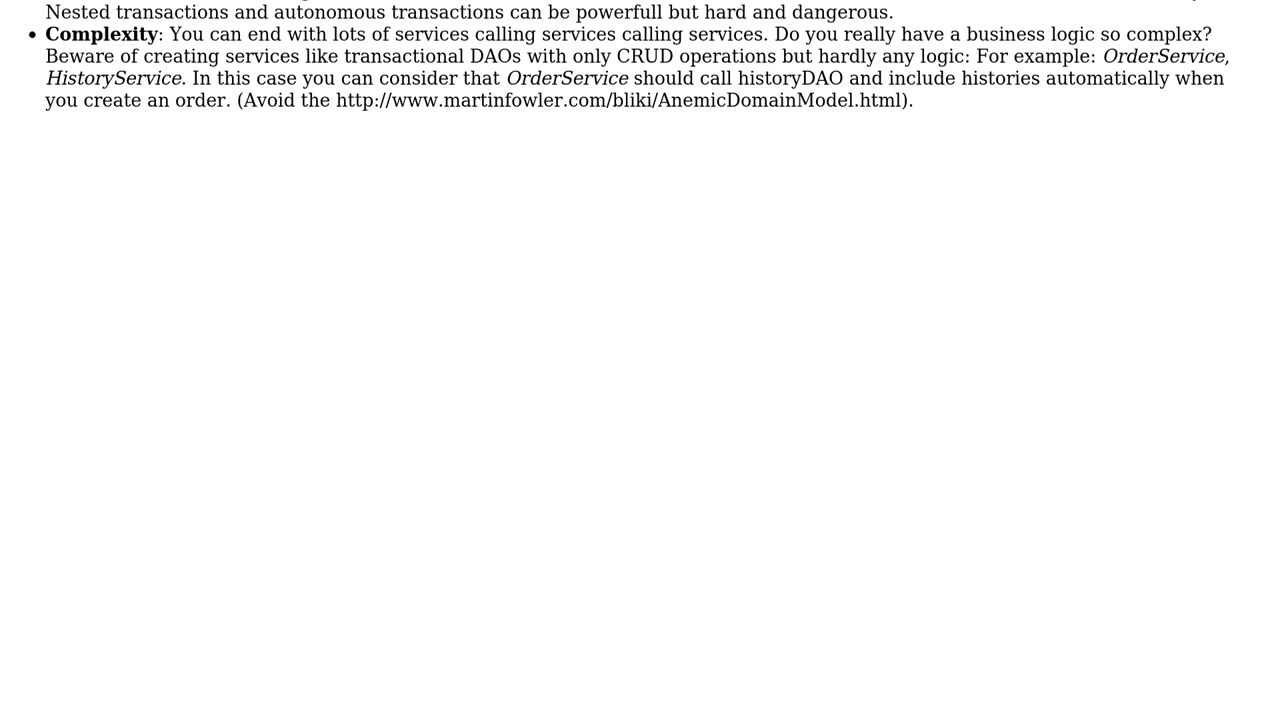 Nested transactions and autonomous transactions can be powerfull but hard and dangerous.
• Complexity: You can end with lots of services calling services calling services. Do you really have a business logic so complex?
Beware of creating services like transactional DAOs with only CRUD operations but hardly any logic: For example: OrderService,
HistoryService. In this case you can consider that OrderService should call historyDAO and include histories automatically when
you create an order. (Avoid the http://www.martinfowler.com/bliki/AnemicDomainModel.html).